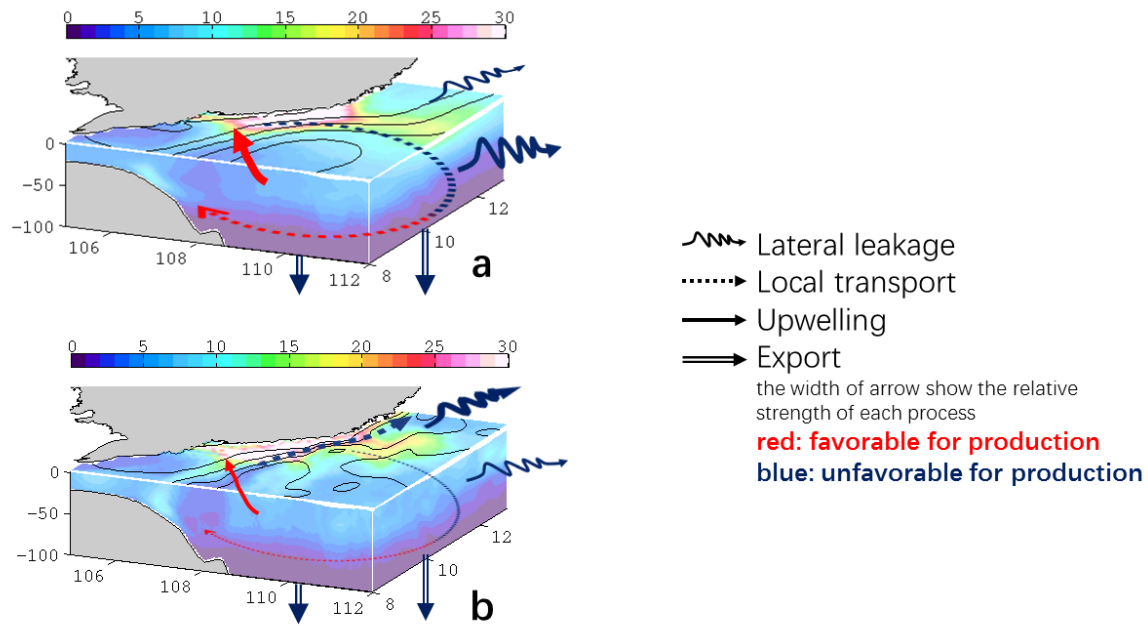 0 5 10 15 20 25 30
0
−50
−100
106
108
110
112
8
10
12
a
0 5 10 15 20 25 30
0
−50
−100
106
108
110
112
8
10
12
b
Lateral leakage
Local transport
Upwelling
Export
the width of arrow show the relative
strength of each process
red: favorable for production
blue: unfavorable for production